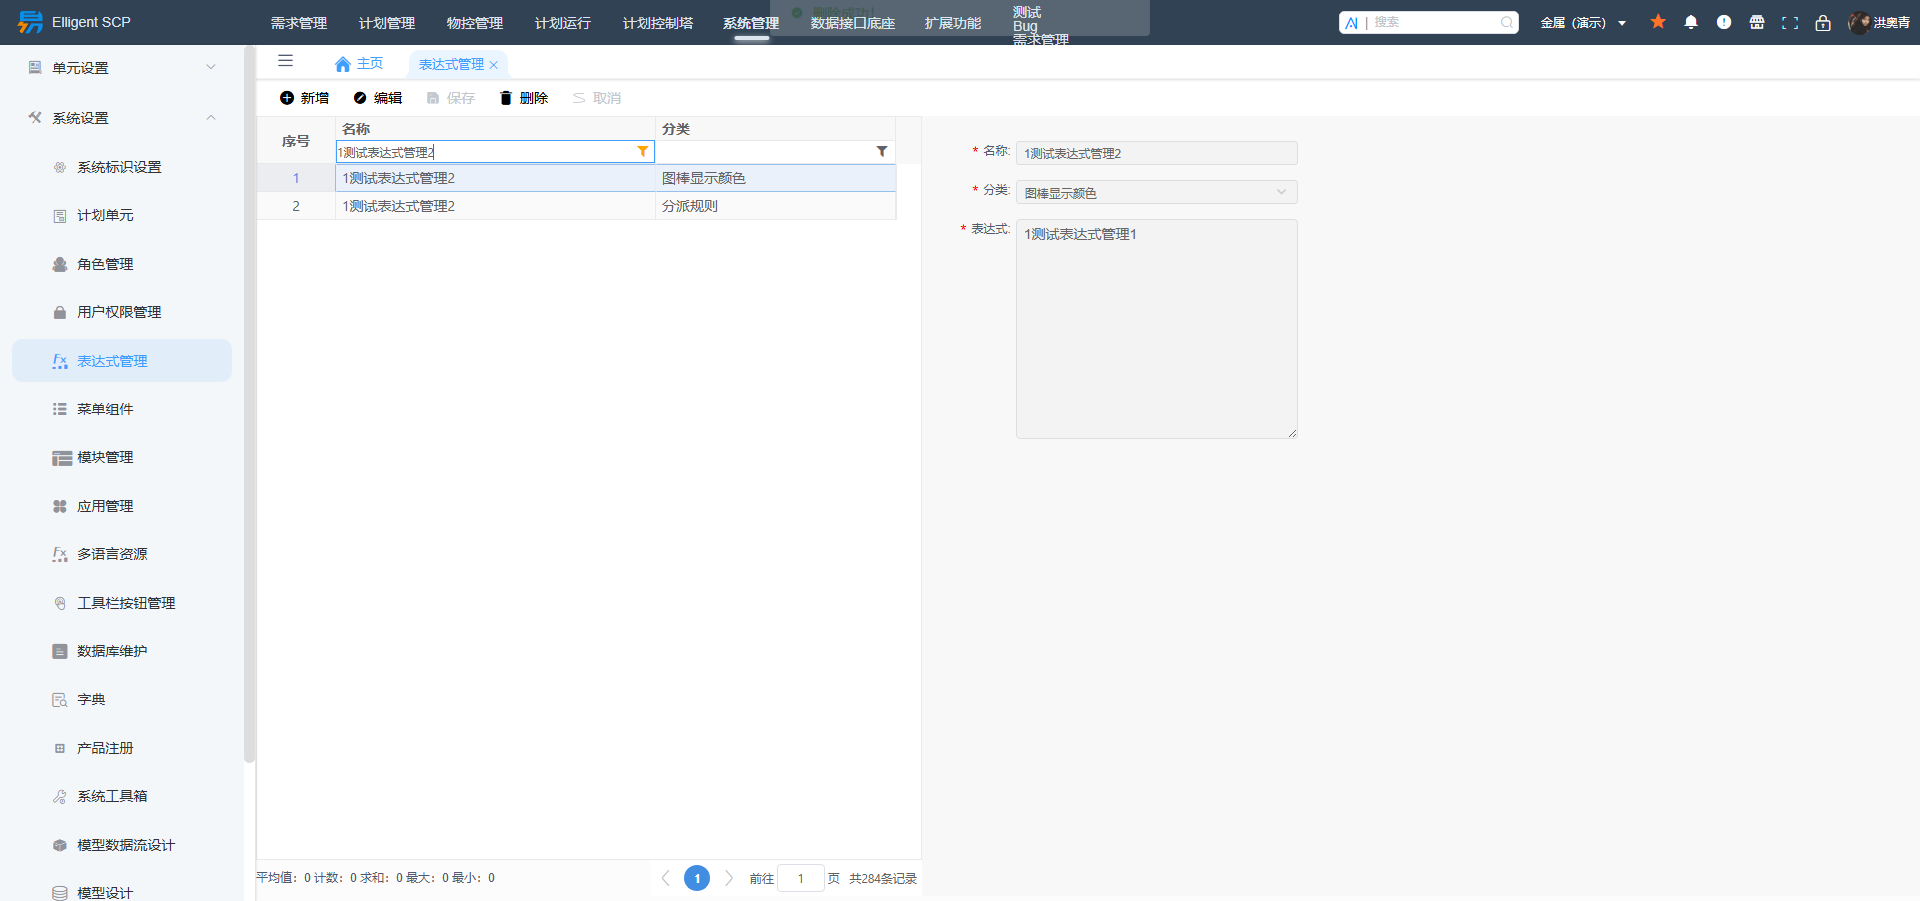 Elligent SCP
需求管理
计划管理
物控管理
计划运行
计划控制塔
系统管理
删除成功!
数据接口底座
扩展功能
测试
Bug
需求管理
AI | 搜索
金属（演示）
洪奥青
单元设置
系统设置
系统标识设置
计划单元
角色管理
用户权限管理
表达式管理
菜单组件
模块管理
应用管理
多语言资源
工具栏按钮管理
数据库维护
字典
产品注册
系统工具箱
模型数据流设计
模型设计
主页
表达式管理
新增
编辑
保存
删除
取消
序号 名称 分类
1测试表达式管理2
1 1测试表达式管理2 图棒显示颜色
2 1测试表达式管理2 分派规则
* 名称: 1测试表达式管理2
* 分类: 图棒显示颜色
* 表达式: 1测试表达式管理1
平均值: 0 计数: 0 求和: 0 最大: 0 最小: 0
1
前往 1 页 共284条记录